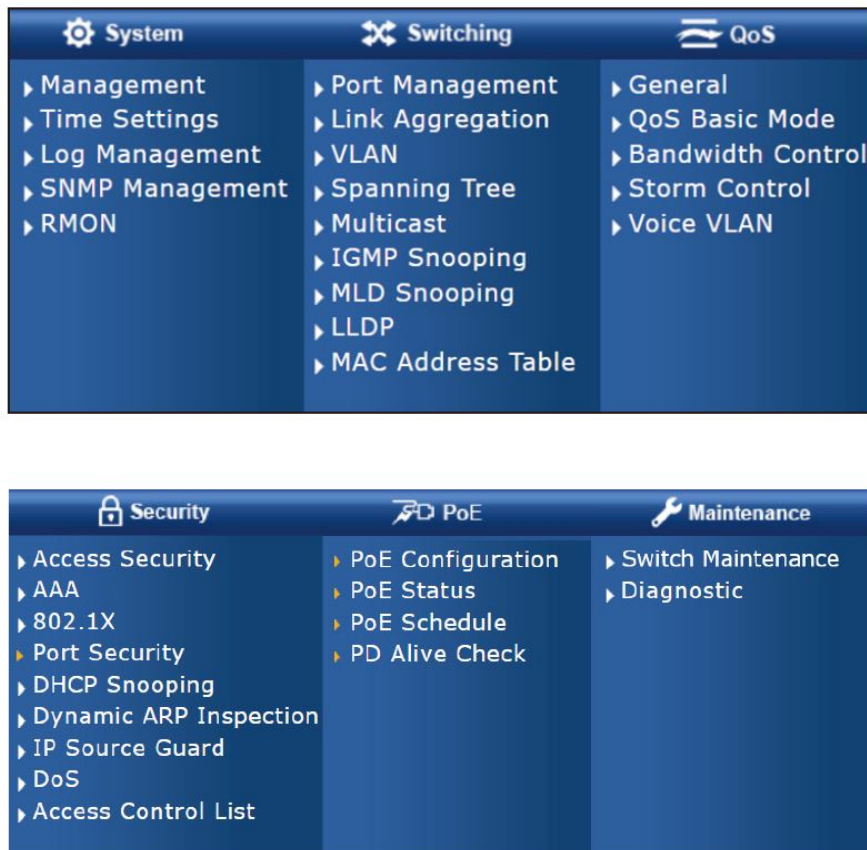 System
Management
Time Settings
Log Management
SNMP Management
RMON
Switching
Port Management
Link Aggregation
VLAN
Spanning Tree
Multicast
IGMP Snooping
MLD Snooping
LLDP
MAC Address Table
QoS
General
QoS Basic Mode
Bandwidth Control
Storm Control
Voice VLAN
Security
Access Security
AAA
802.1X
Port Security
DHCP Snooping
Dynamic ARP Inspection
IP Source Guard
DoS
Access Control List
PoE
PoE Configuration
PoE Status
PoE Schedule
PD Alive Check
Maintenance
Switch Maintenance
Diagnostic